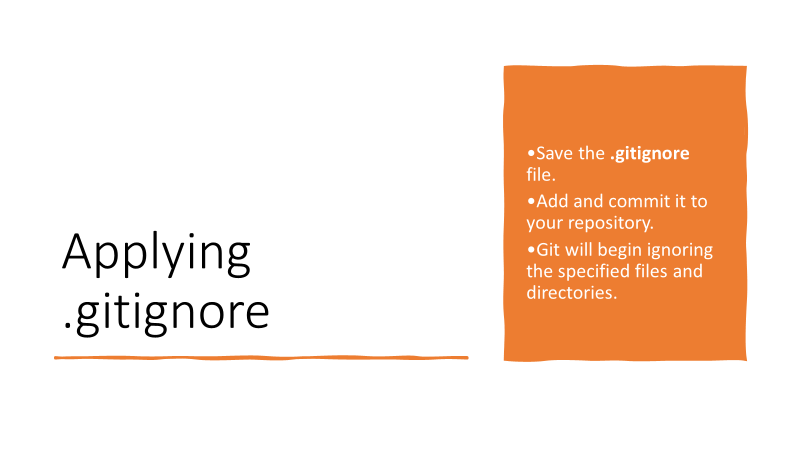 Applying
.gitignore
•Save the .gitignore
file.
•Add and commit it to
your repository.
•Git will begin ignoring
the specified files and
directories.